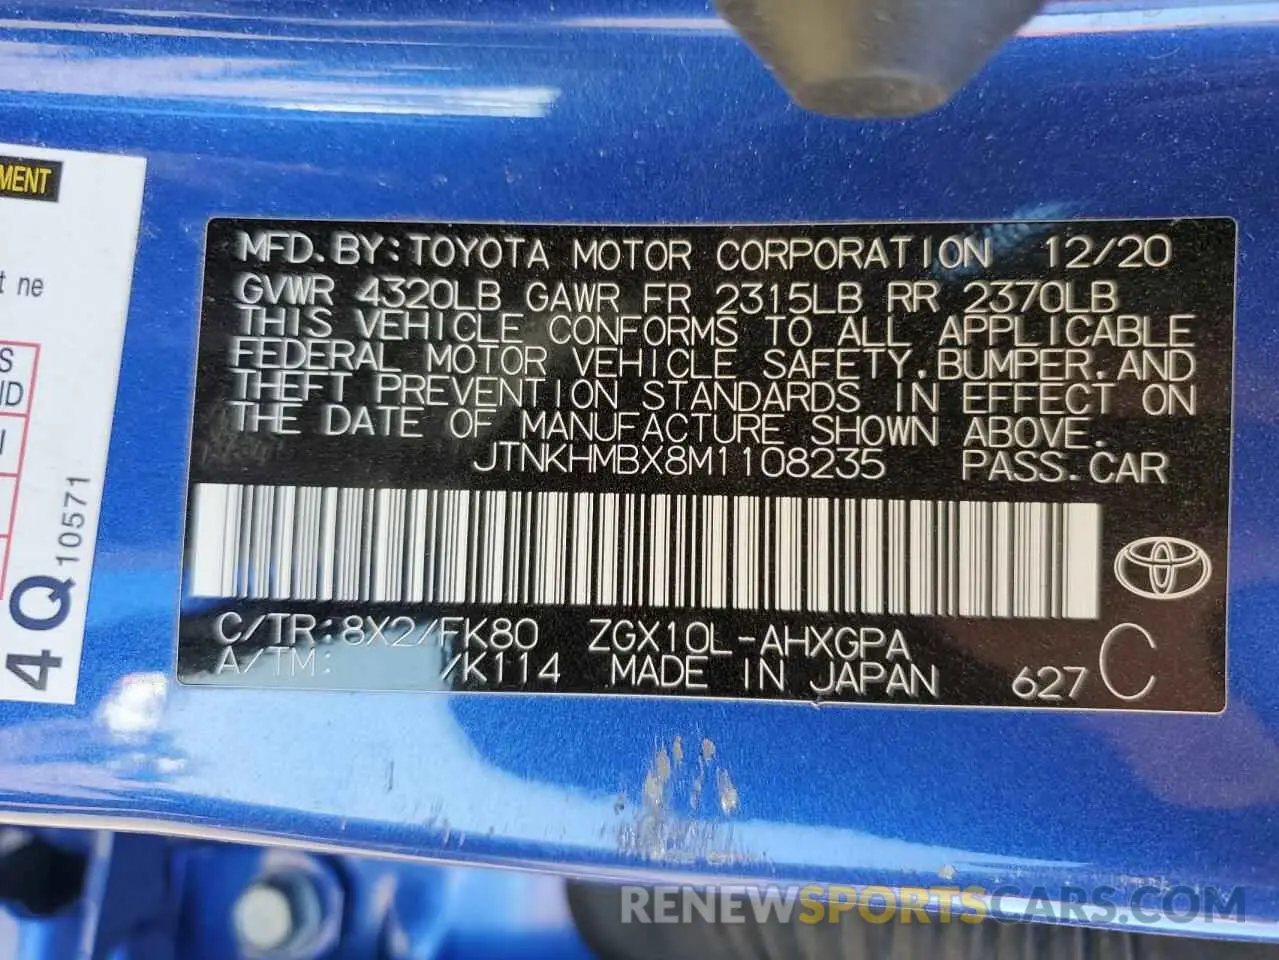 MENT
t ne
S
ND
N
4Q 10571
MFD.BY:TOYOTA MOTOR CORPORATION 12/20
GVWR 4320LB GAWR FR 2315LB RR 2370LB
THIS VEHICLE CONFORMS TO ALL APPLICABLE
FEDERAL MOTOR VEHICLE SAFETY,BUMPER,AND
THEFT PREVENTION STANDARDS IN EFFECT ON
THE DATE OF MANUFACTURE SHOWN ABOVE.
JTNKHMBX8M1108235 PASS.CAR
C/TR:8X2/FK80 ZGX10L-AHXGPA
A/TM: /K114 MADE IN JAPAN 627 C
RENEWSPORTSCARS.COM